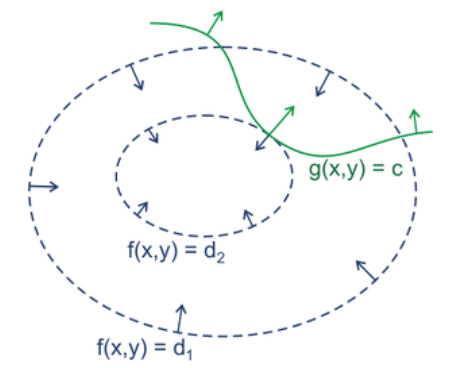 g(x,y) = c
f(x,y) = d₂
f(x,y) = d₁